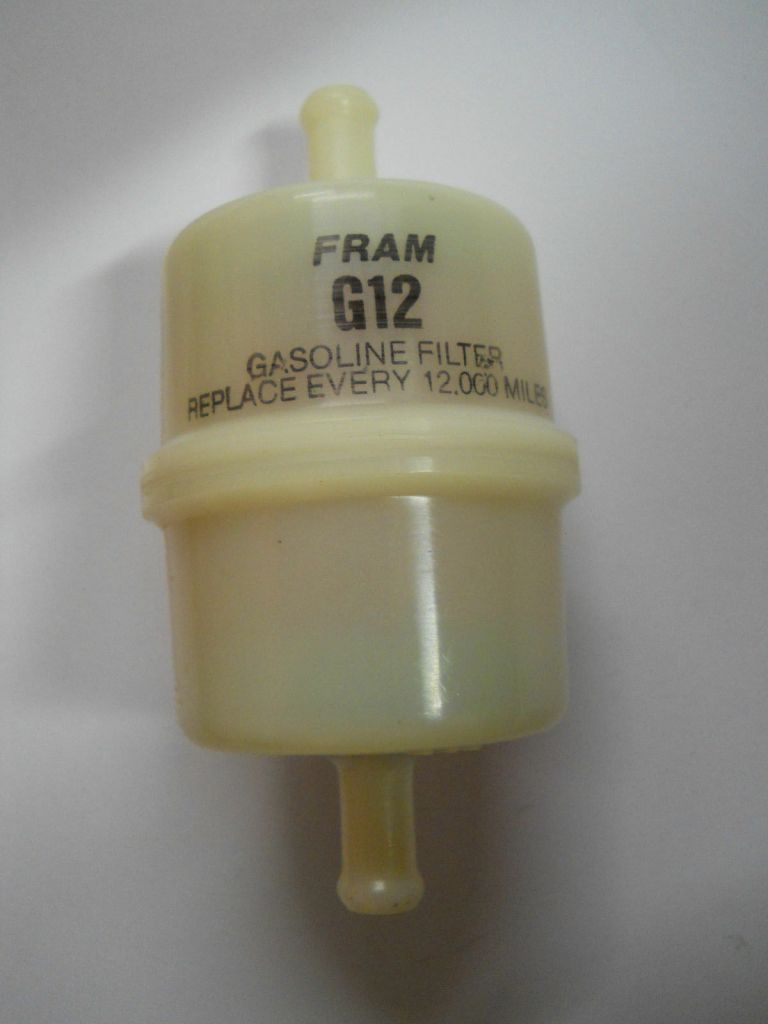 FRAM
G12
GASOLINE FILTER
REPLACE EVERY 12,000 MILES